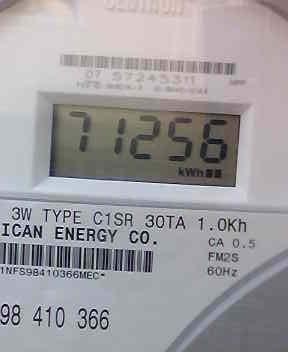 CENTRON
07 57245311
71256
kWh
3W TYPE C1SR 30TA 1.0Kh
ICAN ENERGY CO.
CA 0.5
FM2S
60Hz
1NFS98410366MEC*
98 410 366